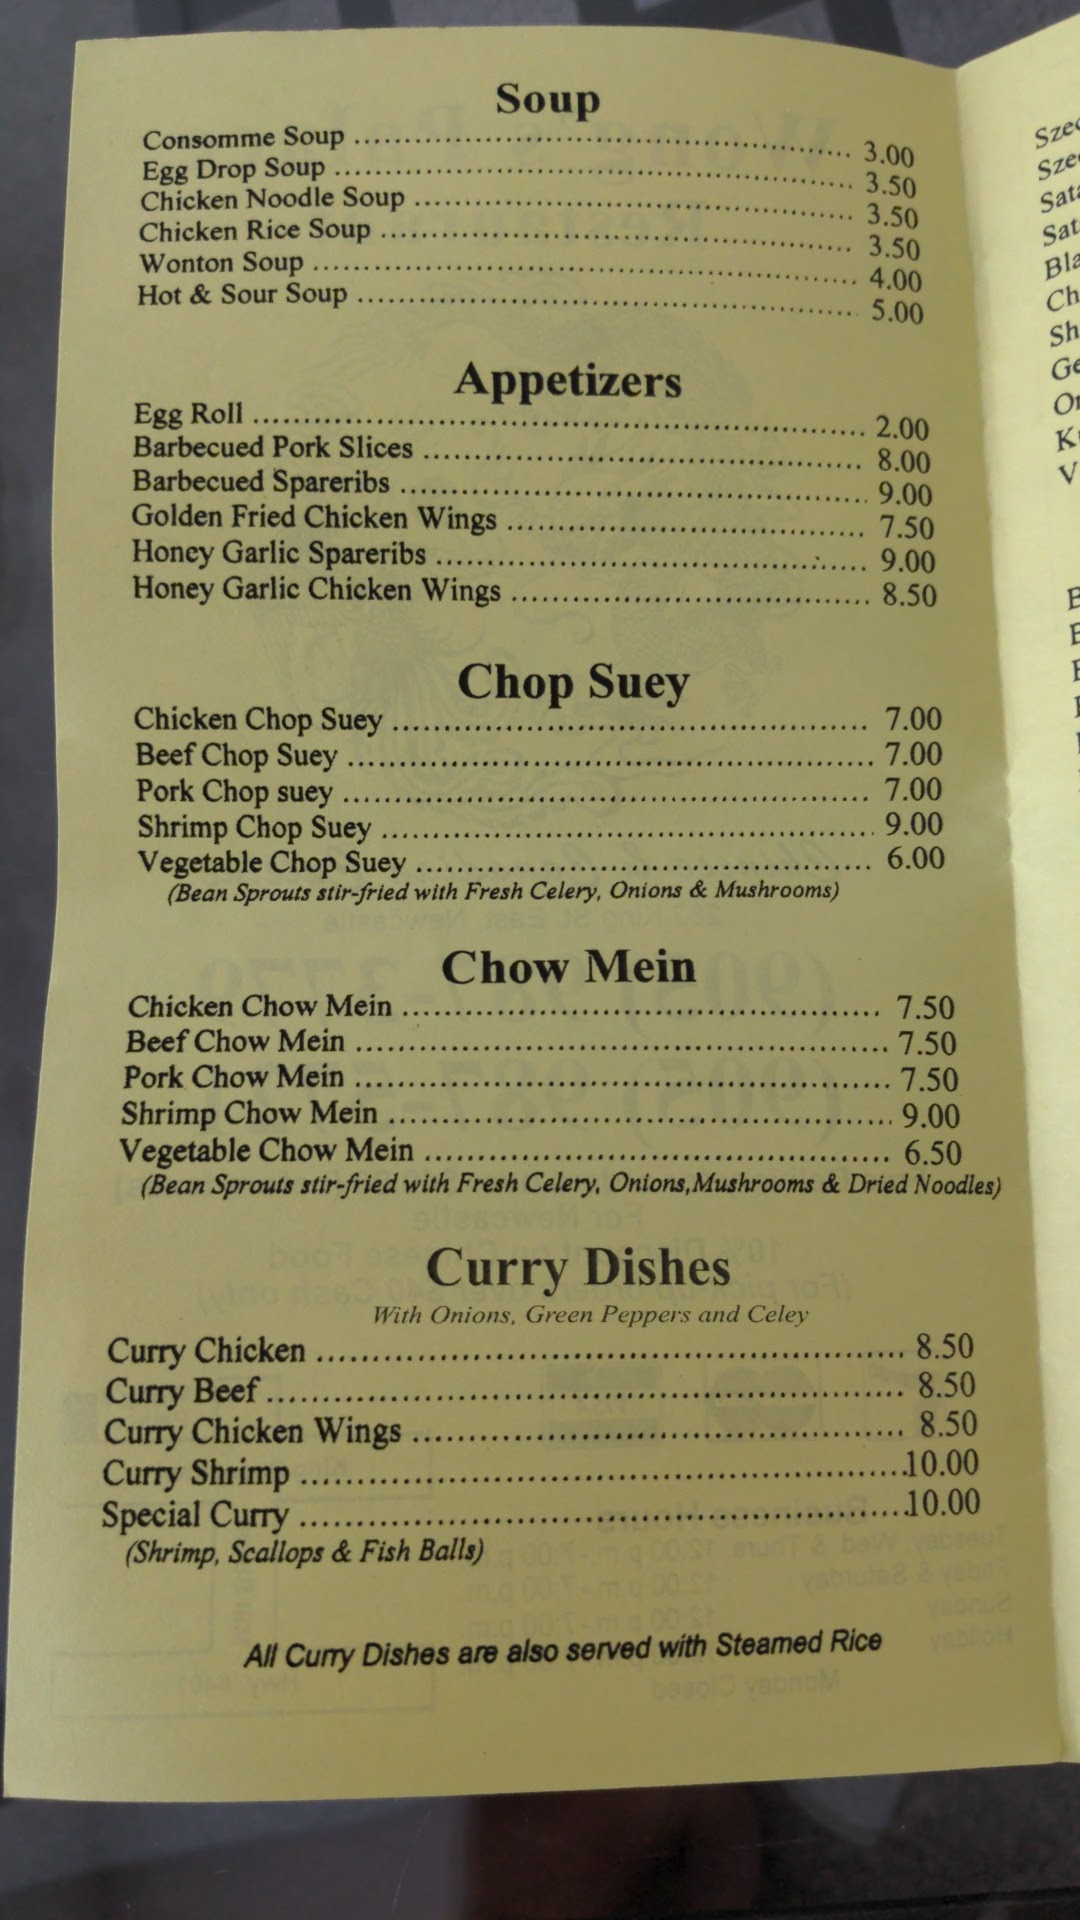 Soup
Consomme Soup 3.00
Egg Drop Soup 3.50
Chicken Noodle Soup 3.50
Chicken Rice Soup 3.50
Wonton Soup 4.00
Hot & Sour Soup 5.00
Appetizers
Egg Roll 2.00
Barbecued Pork Slices 8.00
Barbecued Spareribs 9.00
Golden Fried Chicken Wings 7.50
Honey Garlic Spareribs 9.00
Honey Garlic Chicken Wings 8.50
Chop Suey
Chicken Chop Suey 7.00
Beef Chop Suey 7.00
Pork Chop suey 7.00
Shrimp Chop Suey 9.00
Vegetable Chop Suey 6.00
(Bean Sprouts stir-fried with Fresh Celery, Onions & Mushrooms)
Chow Mein
Chicken Chow Mein 7.50
Beef Chow Mein 7.50
Pork Chow Mein 7.50
Shrimp Chow Mein 9.00
Vegetable Chow Mein 6.50
(Bean Sprouts stir-fried with Fresh Celery, Onions,Mushrooms & Dried Noodles)
Curry Dishes
With Onions, Green Peppers and Celey
Curry Chicken 8.50
Curry Beef 8.50
Curry Chicken Wings 8.50
Curry Shrimp 10.00
Special Curry 10.00
(Shrimp, Scallops & Fish Balls)
All Curry Dishes are also served with Steamed Rice